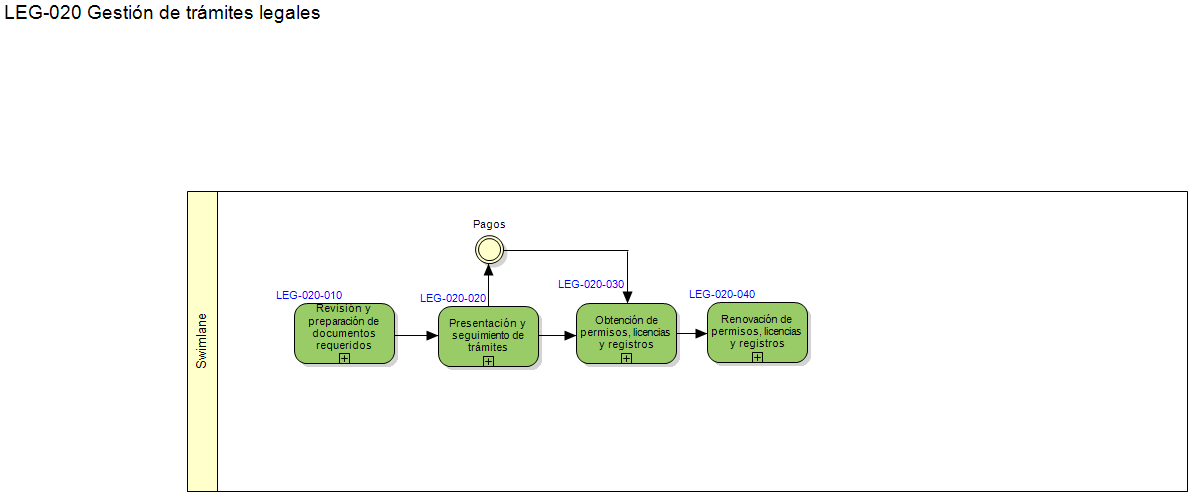 LEG-020 Gestión de trámites legales
Swimlane
Pagos
LEG-020-010
Revisión y
preparación de
documentos
requeridos
LEG-020-020
Presentación y
seguimiento de
trámites
LEG-020-030
Obtención de
permisos, licencias
y registros
LEG-020-040
Renovación de
permisos, licencias
y registros